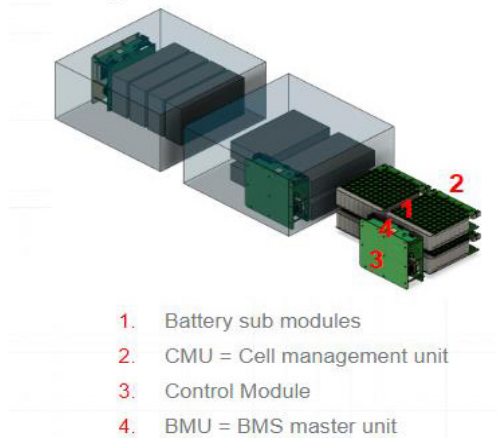 2
1
4
3
1. Battery sub modules
2. CMU = Cell management unit
3. Control Module
4. BMU = BMS master unit